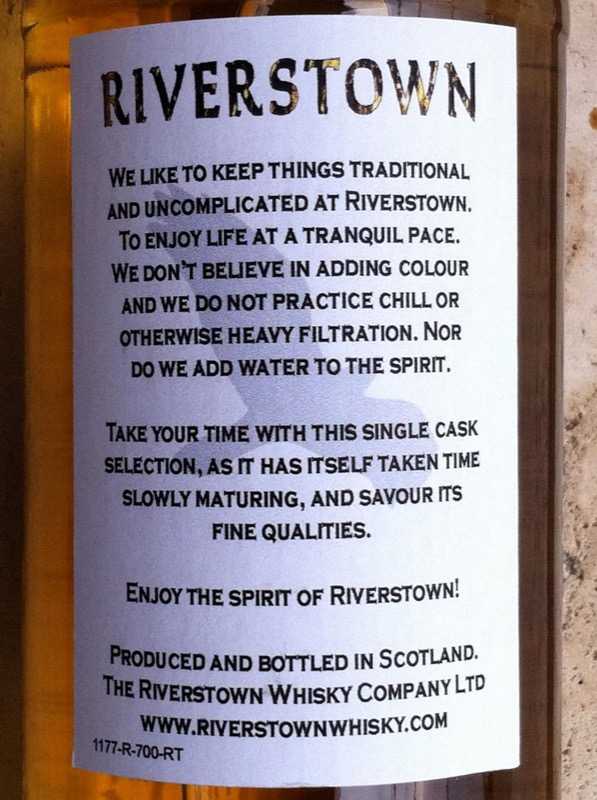 RIVERSTOWN
WE LIKE TO KEEP THINGS TRADITIONAL
AND UNCOMPLICATED AT RIVERSTOWN.
TO ENJOY LIFE AT A TRANQUIL PACE.
WE DON'T BELIEVE IN ADDING COLOUR
AND WE DO NOT PRACTICE CHILL OR
OTHERWISE HEAVY FILTRATION. NOR
DO WE ADD WATER TO THE SPIRIT.
TAKE YOUR TIME WITH THIS SINGLE CASK
SELECTION, AS IT HAS ITSELF TAKEN TIME
SLOWLY MATURING, AND SAVOUR ITS
FINE QUALITIES.
ENJOY THE SPIRIT OF RIVERSTOWN!
PRODUCED AND BOTTLED IN SCOTLAND.
THE RIVERSTOWN WHISKY COMPANY LTD
WWW.RIVERSTOWNWHISKY.COM
1177-R-700-RT